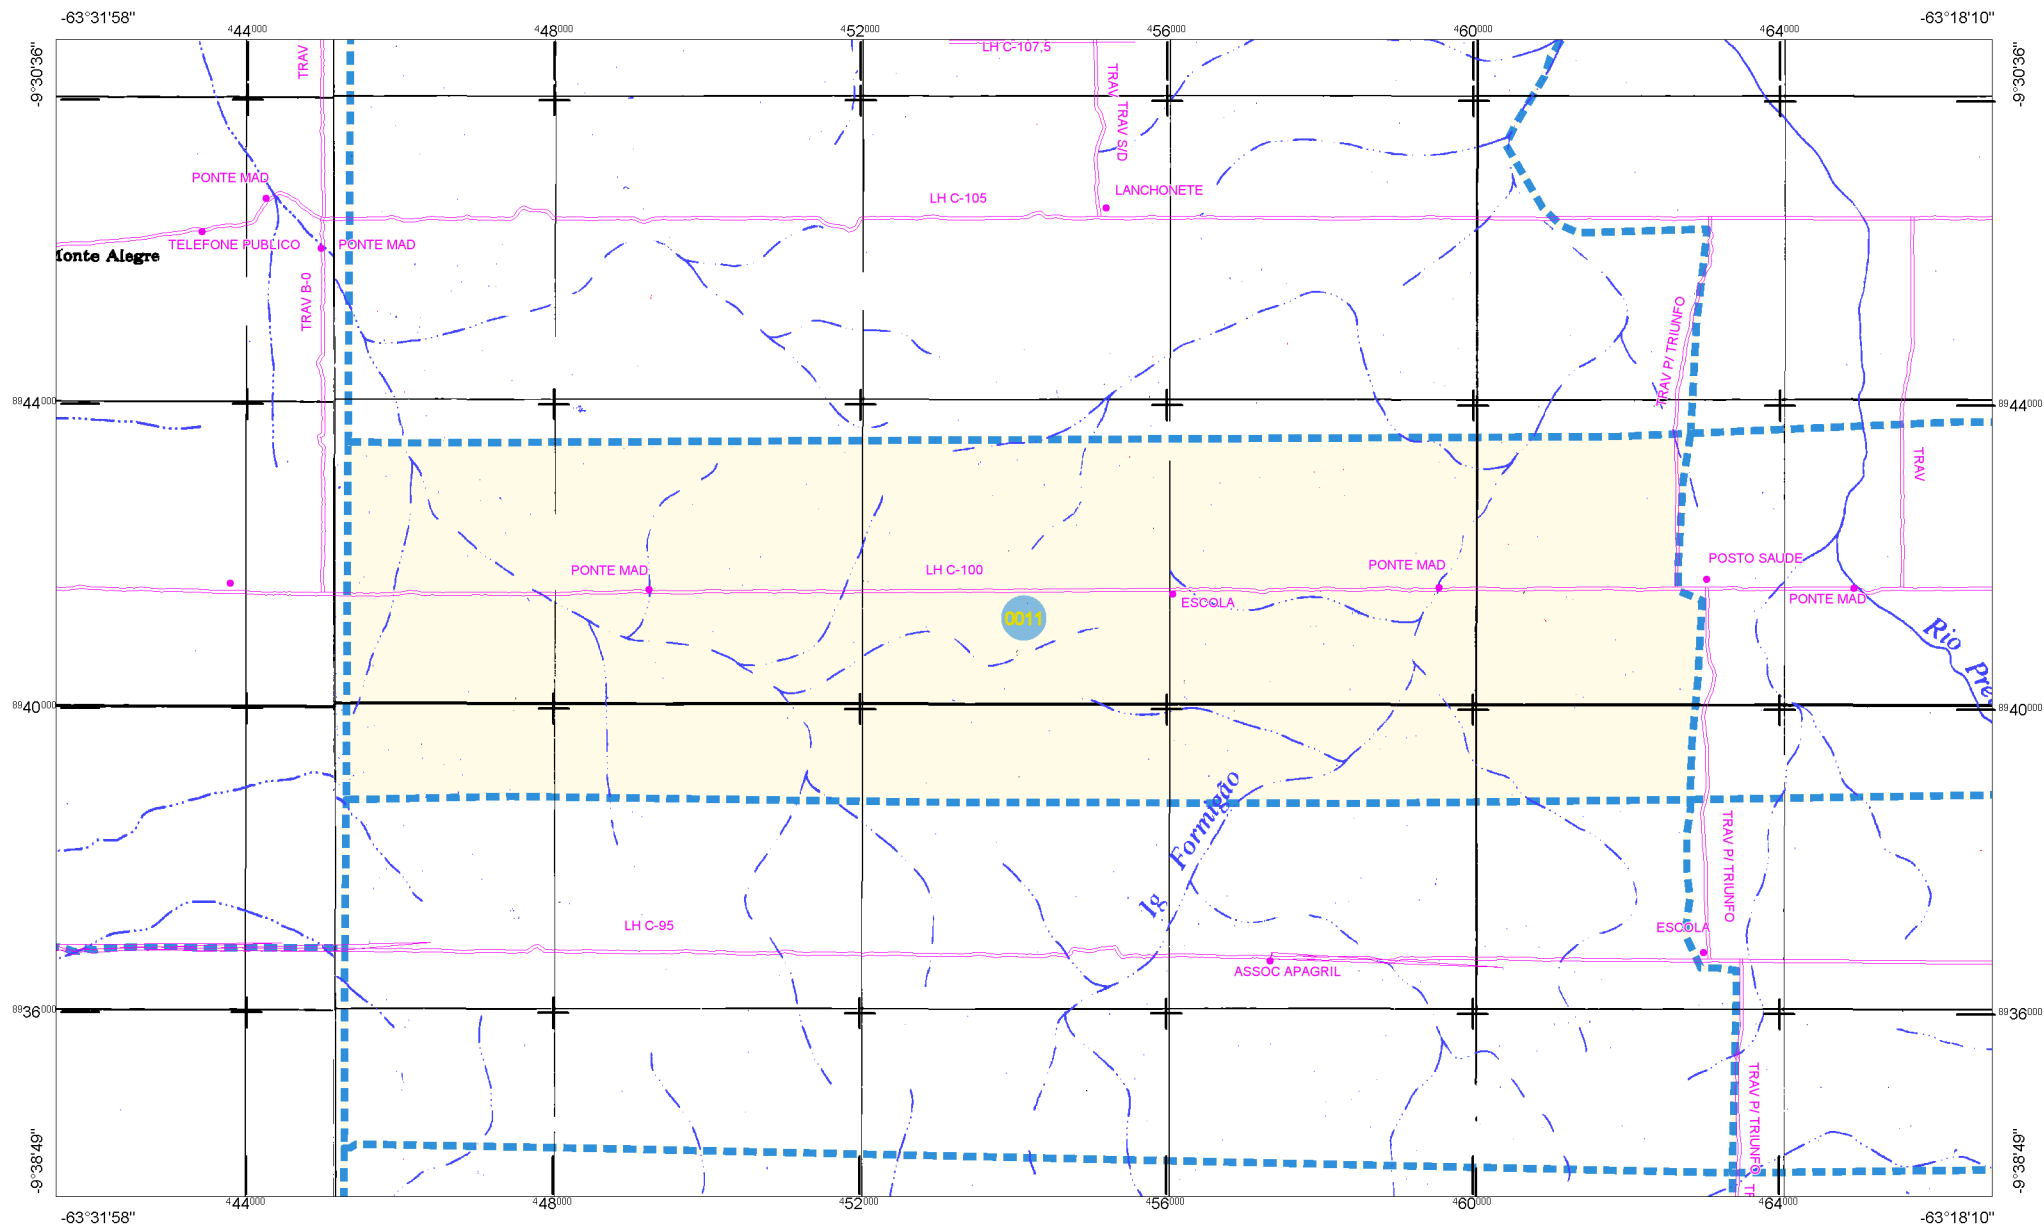 -63°31'58"
-63°18'10"
444000
448000
452000
456000
460000
464000
-9°30'36"
-9°30'36"
TRAV
LH C-107,5
TRAV
TRAV S/D
PONTE MAD
LANCHONETE
LH C-105
TELEFONE PUBLICO
PONTE MAD
Monte Alegre
TRAV B-0
TRAV P/ TRIUNFO
8944000
8944000
TRAV
PONTE MAD
LH C-100
PONTE MAD
POSTO SAUDE
ESCOLA
PONTE MAD
0011
Rio Pre
8940000
8940000
Ig Formigão
TRAV P/ TRIUNFO
LH C-95
ESCOLA
ASSOC APAGRIL
8936000
8936000
TRAV P/ TRIUNFO
-9°38'49"
-9°38'49"
444000
448000
452000
456000
460000
464000
-63°31'58"
-63°18'10"